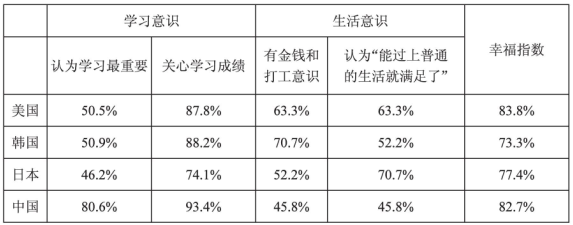 学习意识 生活意识 幸福指数
认为学习最重要 关心学习成绩 有金钱和打工意识 认为“能过上普通的生活就满足了”
美国 50.5% 87.8% 63.3% 63.3% 83.8%
韩国 50.9% 88.2% 70.7% 52.2% 73.3%
日本 46.2% 74.1% 52.2% 70.7% 77.4%
中国 80.6% 93.4% 45.8% 45.8% 82.7%